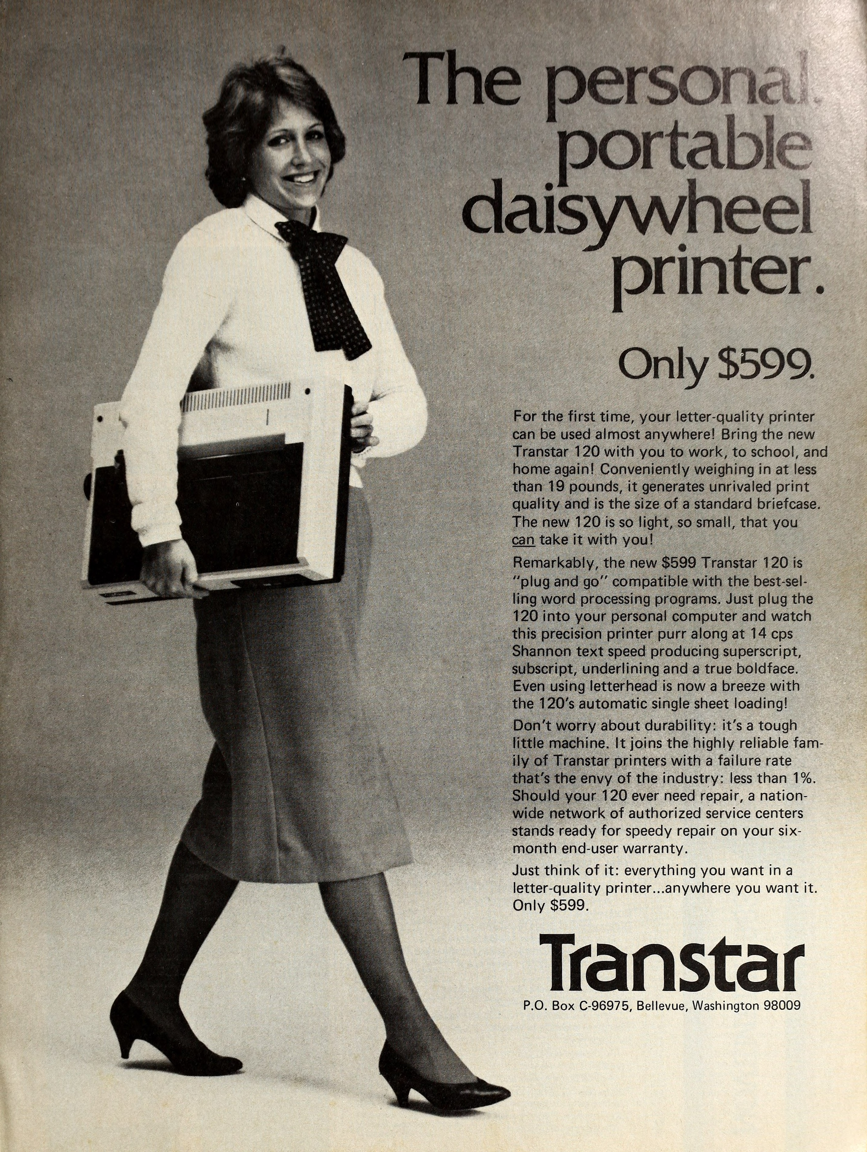 The personal,
portable
daisywheel
printer.
Only $599.
For the first time, your letter-quality printer
can be used almost anywhere! Bring the new
Transtar 120 with you to work, to school, and
home again! Conveniently weighing in at less
than 19 pounds, it generates unrivaled print
quality and is the size of a standard briefcase.
The new 120 is so light, so small, that you
can take it with you!
Remarkably, the new $599 Transtar 120 is
"plug and go" compatible with the best-sel-
ling word processing programs. Just plug the
120 into your personal computer and watch
this precision printer purr along at 14 cps
Shannon text speed producing superscript,
subscript, underlining and a true boldface.
Even using letterhead is now a breeze with
the 120's automatic single sheet loading!
Don't worry about durability: it's a tough
little machine. It joins the highly reliable fam-
ily of Transtar printers with a failure rate
that's the envy of the industry: less than 1%.
Should your 120 ever need repair, a nation-
wide network of authorized service centers
stands ready for speedy repair on your six-
month end-user warranty.
Just think of it: everything you want in a
letter-quality printer...anywhere you want it.
Only $599.
Transtar
P.O. Box C-96975, Bellevue, Washington 98009